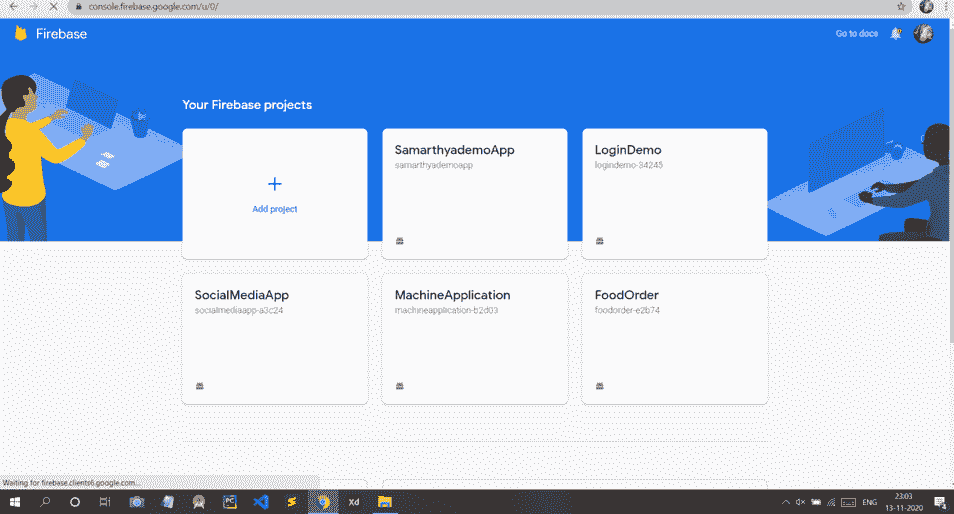 console.firebase.google.com/u/0/
Firebase
Go to docs
Your Firebase projects
Add project
SamarthyademoApp
samarthyademoapp
LoginDemo
logindemo-34245
SocialMediaApp
socialmediaapp-a3c24
MachineApplication
machineapplication-b2d03
FoodOrder
foodorder-e2b74
Waiting for firebase.clients6.google.com...
PC
Xd
ENG
23:03
13-11-2020